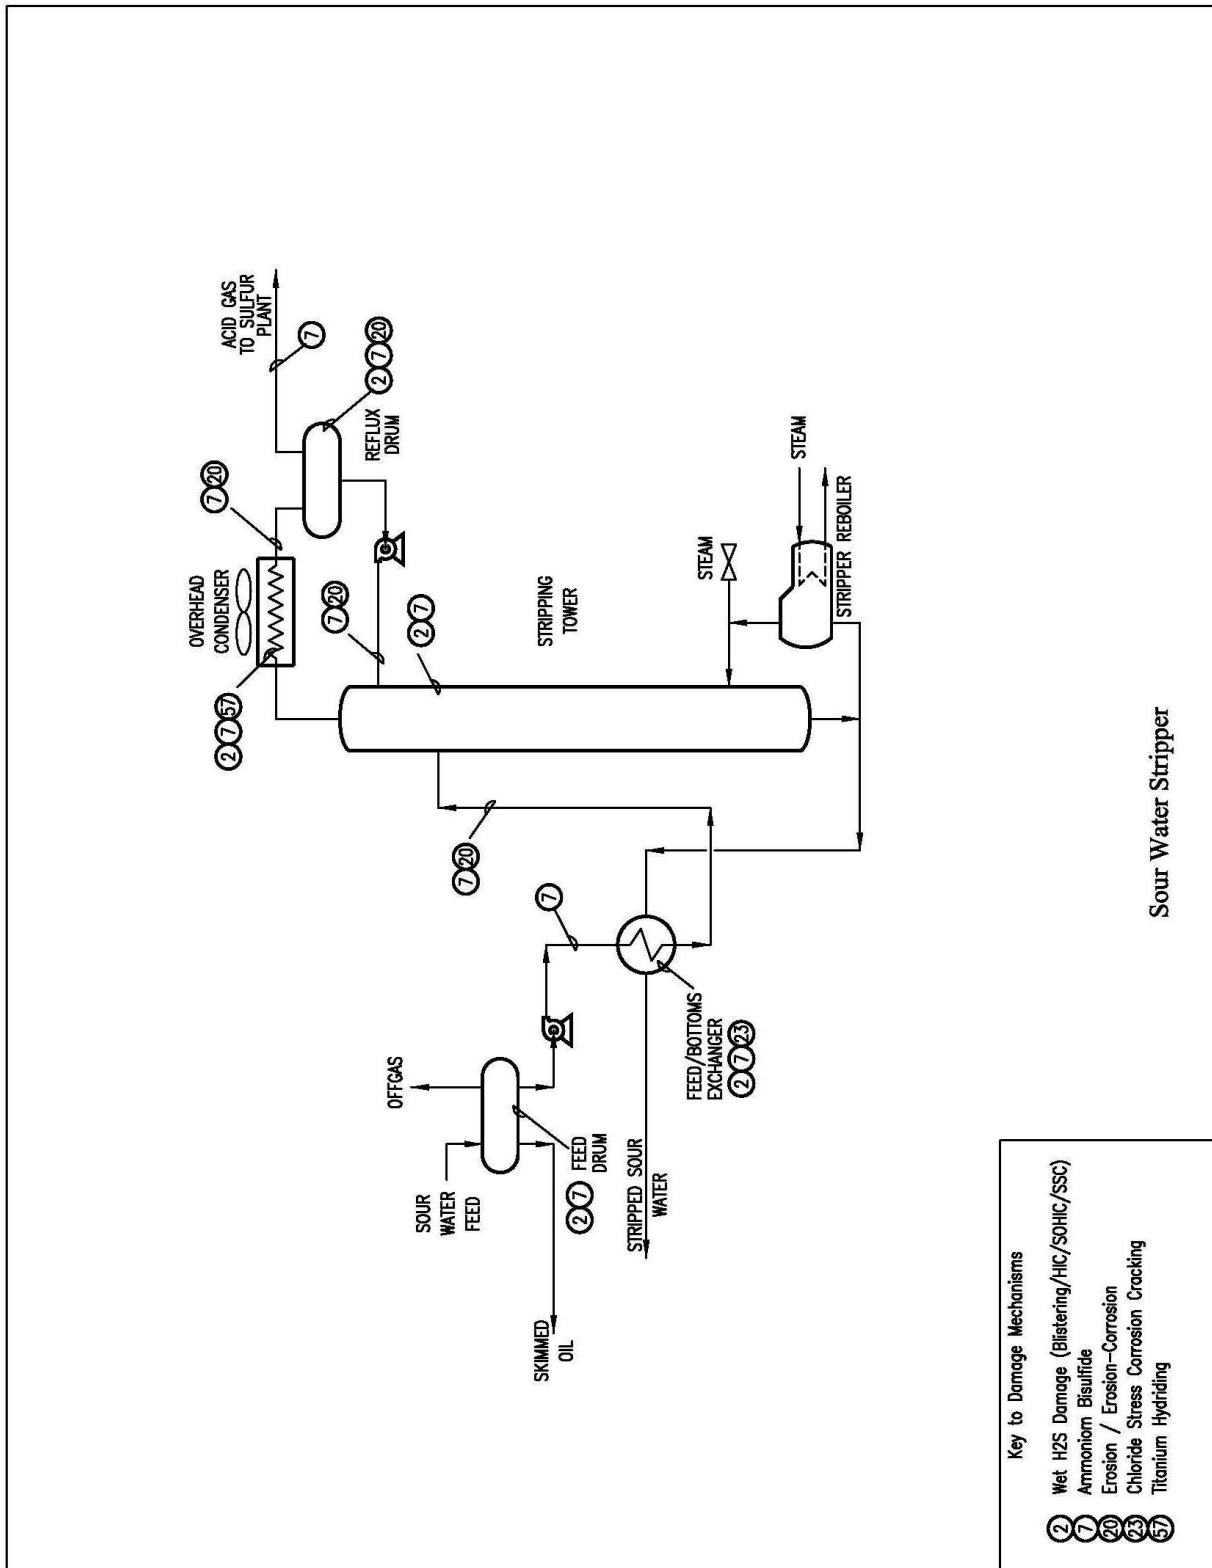 ACID GAS
TO SULFUR
PLANT
7
OVERHEAD
CONDENSER
7 20
2 7 57
2 7 20
REFLUX
DRUM
7 20
2 7
STRIPPING
TOWER
STEAM
STEAM
STRIPPER REBOILER
OFFGAS
SOUR
WATER
FEED
7 20
7
2 7
FEED
DRUM
SKIMMED
OIL
STRIPPED SOUR
WATER
FEED/BOTTOMS
EXCHANGER
2 7 23
Key to Damage Mechanisms
2 Wet H2S Damage (Blistering/HIC/SOHIC/SSC)
7 Ammoniom Bisulfide
20 Erosion / Erosion-Corrosion
23 Chloride Stress Corrosion Cracking
57 Titanium Hydriding
Sour Water Stripper